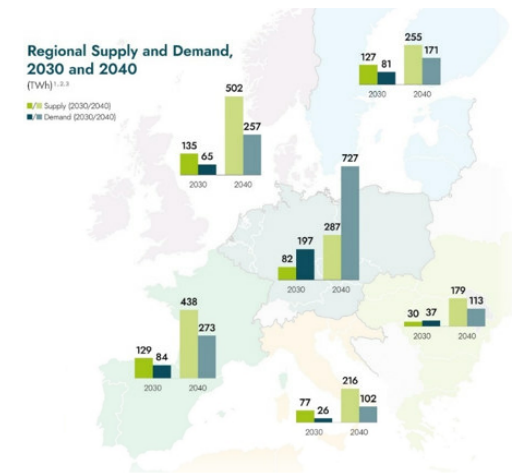 Regional Supply and Demand,
2030 and 2040
(TWh) 1, 2, 3
Supply (2030/2040)
Demand (2030/2040)
127 81 255 171
2030 2040
135 65 502 257
2030 2040
82 197 287 727
2030 2040
30 37 179 113
2030 2040
129 84 438 273
2030 2040
77 26 216 102
2030 2040